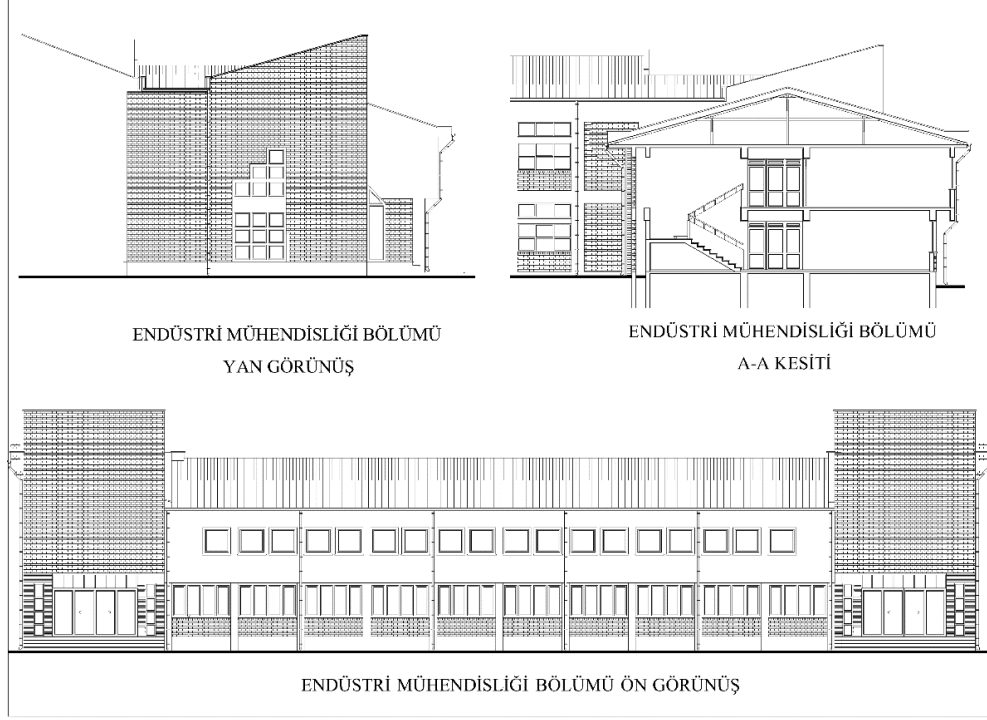 ENDÜSTRİ MÜHENDİSLİĞİ BÖLÜMÜ
YAN GÖRÜNÜŞ
ENDÜSTRİ MÜHENDİSLİĞİ BÖLÜMÜ
A-A KESİTİ
ENDÜSTRİ MÜHENDİSLİĞİ BÖLÜMÜ ÖN GÖRÜNÜŞ